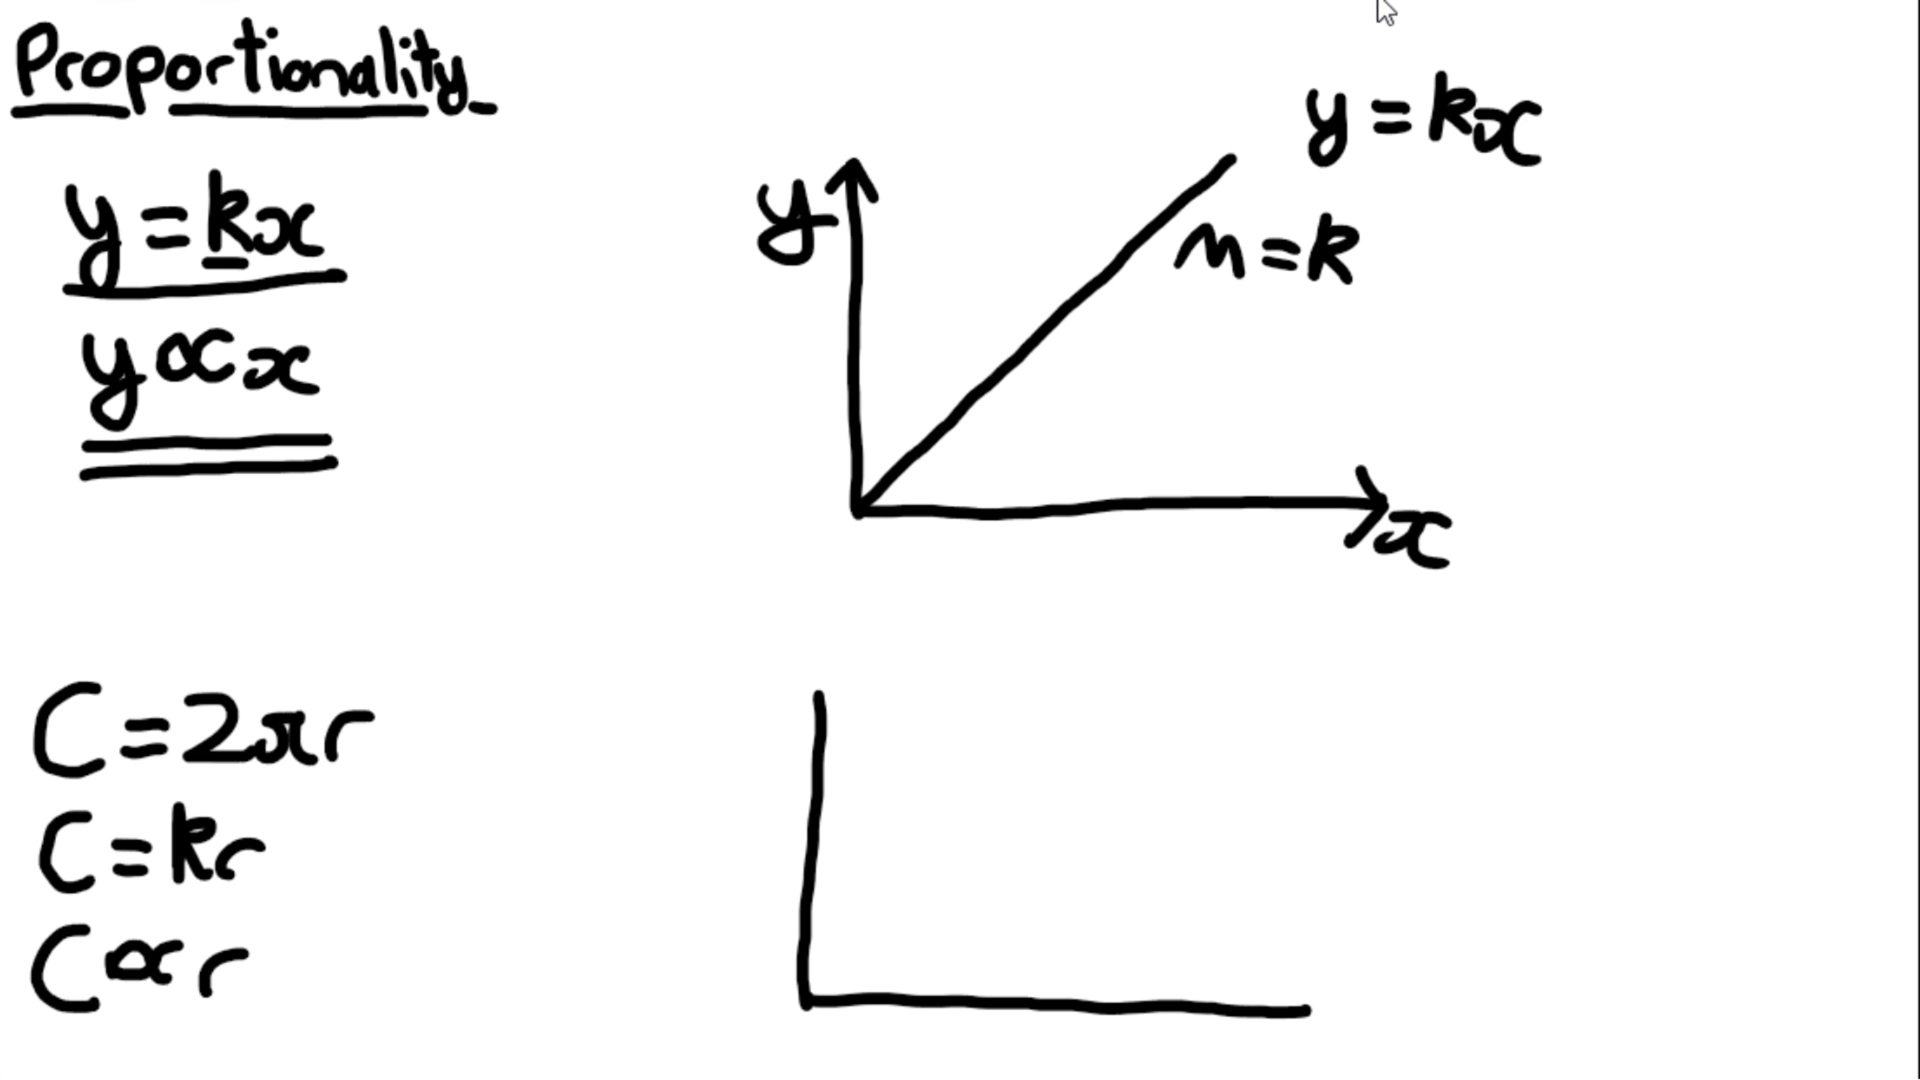 Proportionality
y = kx
y ∝ x
y = kx
y
m = k
x
C = 2πr
C = kr
C ∝ r